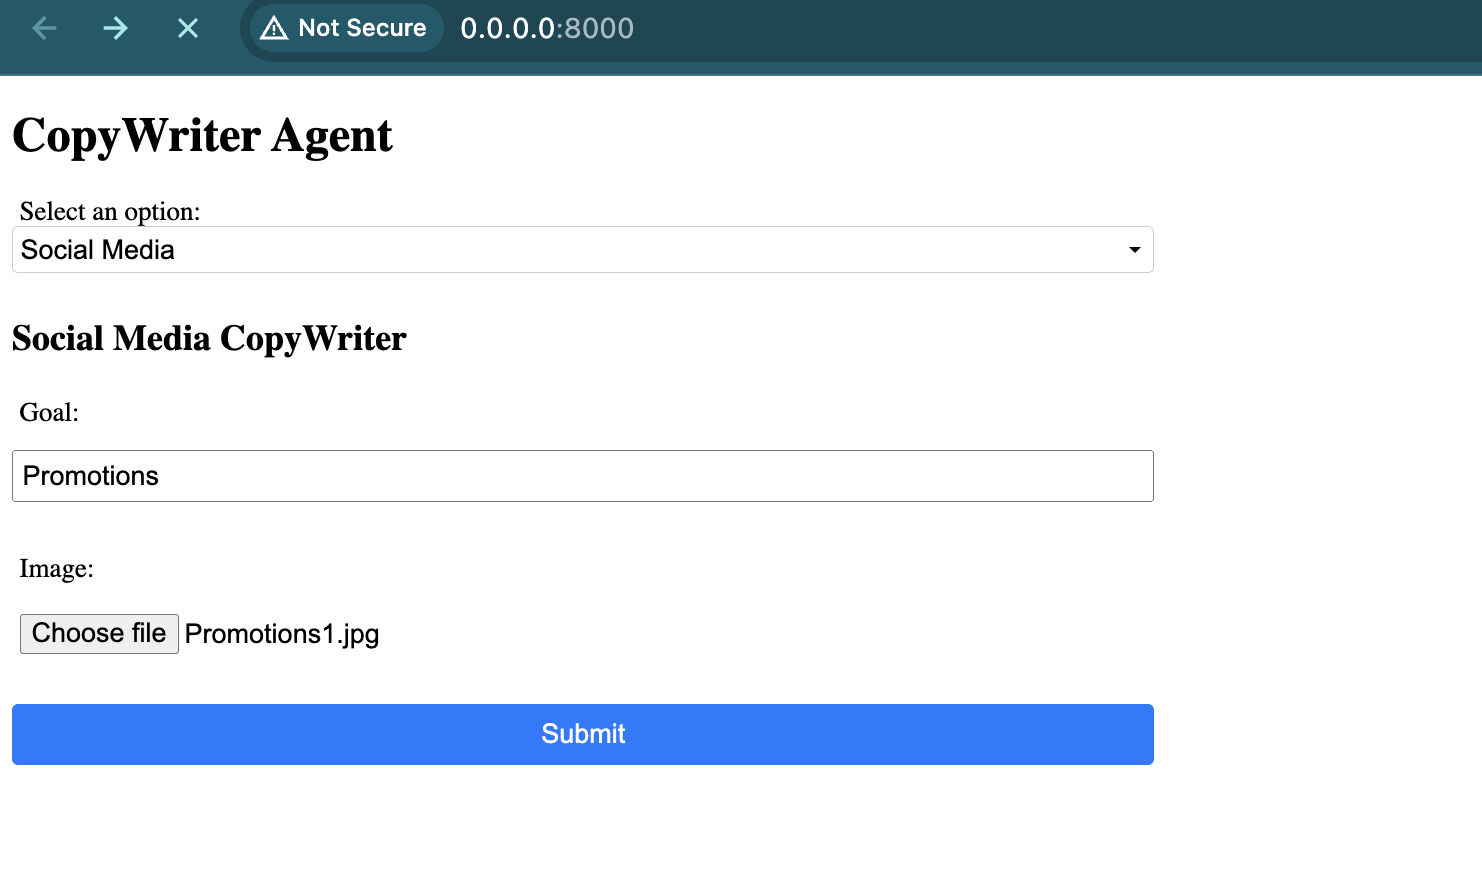 Not Secure 0.0.0.0:8000
CopyWriter Agent
Select an option:
Social Media
Social Media CopyWriter
Goal:
Promotions
Image:
Choose file Promotions1.jpg
Submit